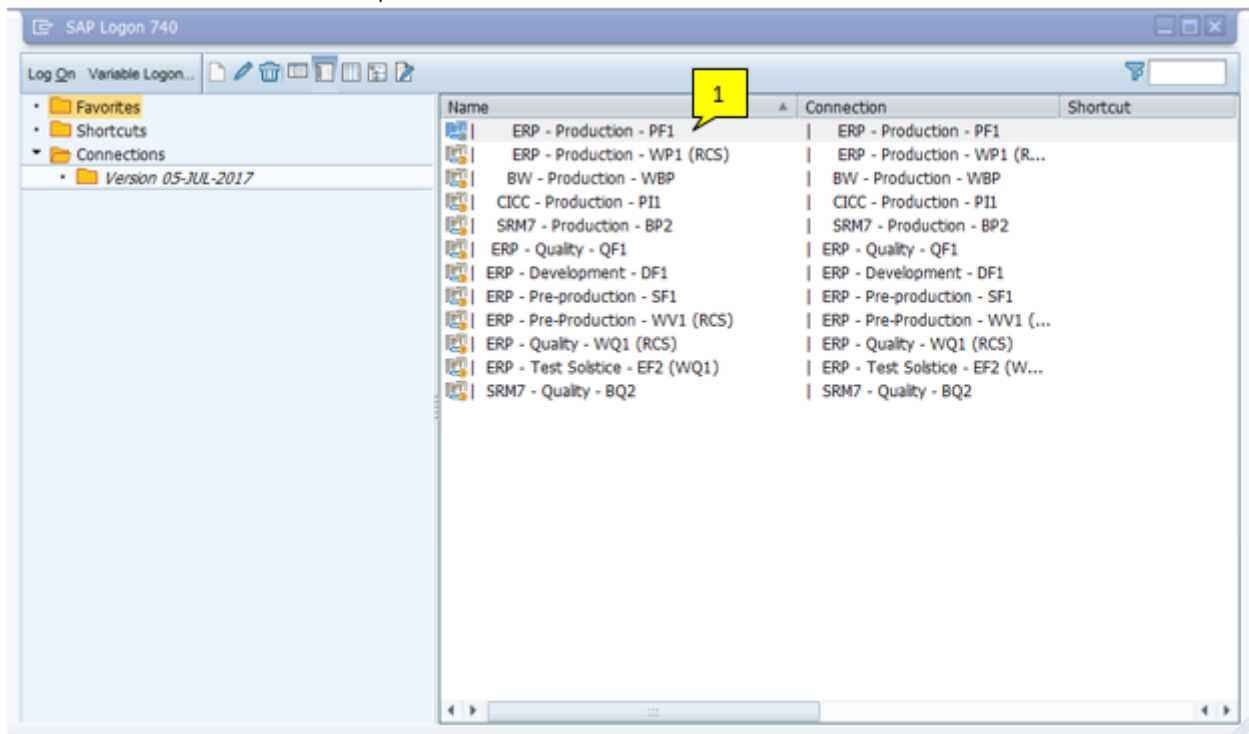 SAP Logon 740
Log On Variable Logon...
Favorites
Shortcuts
Connections
Version 05-JUL-2017
1
Name Connection Shortcut
| ERP - Production - PF1 | ERP - Production - PF1
| ERP - Production - WP1 (RCS) | ERP - Production - WP1 (R...
| BW - Production - WBP | BW - Production - WBP
| CICC - Production - PI1 | CICC - Production - PI1
| SRM7 - Production - BP2 | SRM7 - Production - BP2
| ERP - Quality - QF1 | ERP - Quality - QF1
| ERP - Development - DF1 | ERP - Development - DF1
| ERP - Pre-production - SF1 | ERP - Pre-production - SF1
| ERP - Pre-Production - WV1 (RCS) | ERP - Pre-Production - WV1 (...
| ERP - Quality - WQ1 (RCS) | ERP - Quality - WQ1 (RCS)
| ERP - Test Solstice - EF2 (WQ1) | ERP - Test Solstice - EF2 (W...
| SRM7 - Quality - BQ2 | SRM7 - Quality - BQ2